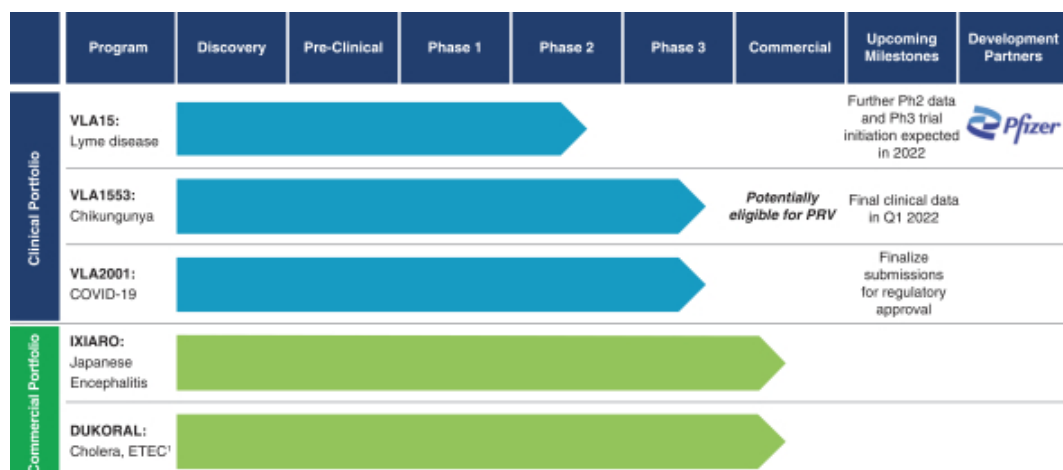 Program
Discovery
Pre-Clinical
Phase 1
Phase 2
Phase 3
Commercial
Upcoming
Milestones
Development
Partners
Clinical Portfolio
VLA15:
Lyme disease
Further Ph2 data
and Ph3 trial
initiation expected
in 2022
Pfizer
VLA1553:
Chikungunya
Potentially
eligible for PRV
Final clinical data
in Q1 2022
VLA2001:
COVID-19
Finalize
submissions
for regulatory
approval
Commercial Portfolio
IXIARO:
Japanese
Encephalitis
DUKORAL:
Cholera, ETEC¹